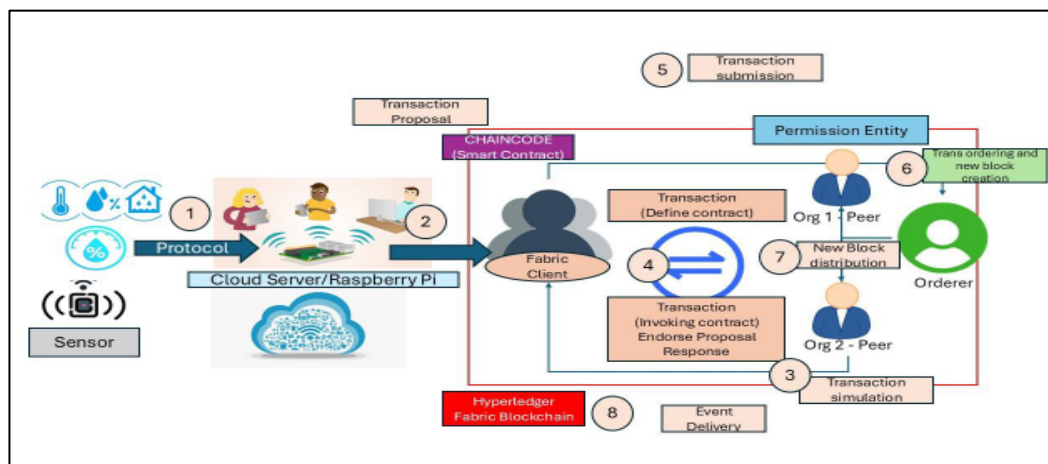 5
Transaction
submission
Transaction
Proposal
CHAINCODE
(Smart Contract)
Permission Entity
6
Trans ordering and
new block
creation
1
2
%
%
Protocol
Cloud Server/Raspberry Pi
Sensor
Fabric
Client
Transaction
(Define contract)
4
Transaction
(Invoking contract)
Endorse Proposal
Response
Org 1 - Peer
7
New Block
distribution
Orderer
Org 2 - Peer
3
Transaction
simulation
Hyperledger
Fabric Blockchain
8
Event
Delivery